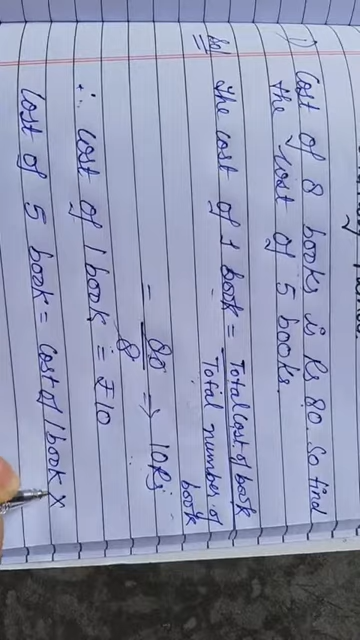 1) Cost of 8 books is Rs 80. So find
the cost of 5 books.
Sol The cost of 1 book = Total cost of book
Total number of
book
= 80 => 10Rs
8
∴ Cost of 1 book = ₹10
Cost of 5 book = cost of 1 book ×